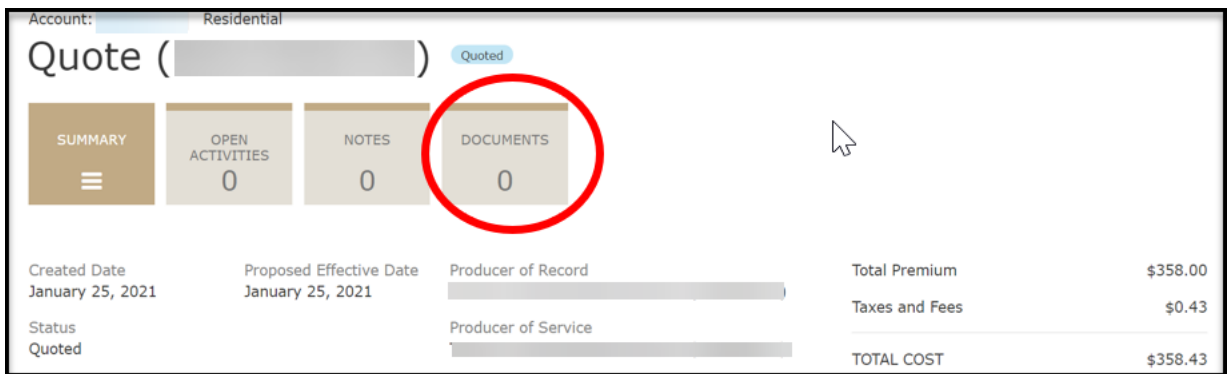 Account: Residential
Quote ( ) Quoted
SUMMARY
OPEN ACTIVITIES
0
NOTES
0
DOCUMENTS
0
Created Date
January 25, 2021
Proposed Effective Date
January 25, 2021
Status
Quoted
Producer of Record
)
Producer of Service
Total Premium $358.00
Taxes and Fees $0.43
TOTAL COST $358.43